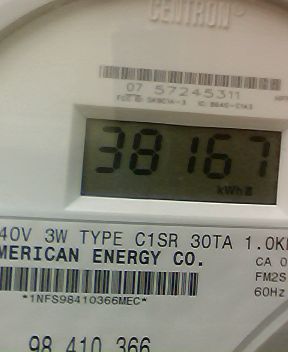 CENTRON®
07 57245311
38167
kWh
40V 3W TYPE C1SR 30TA 1.0K
MERICAN ENERGY CO.
CA 0
FM2S
60Hz
*1NFS98410366MEC*
98 410 366